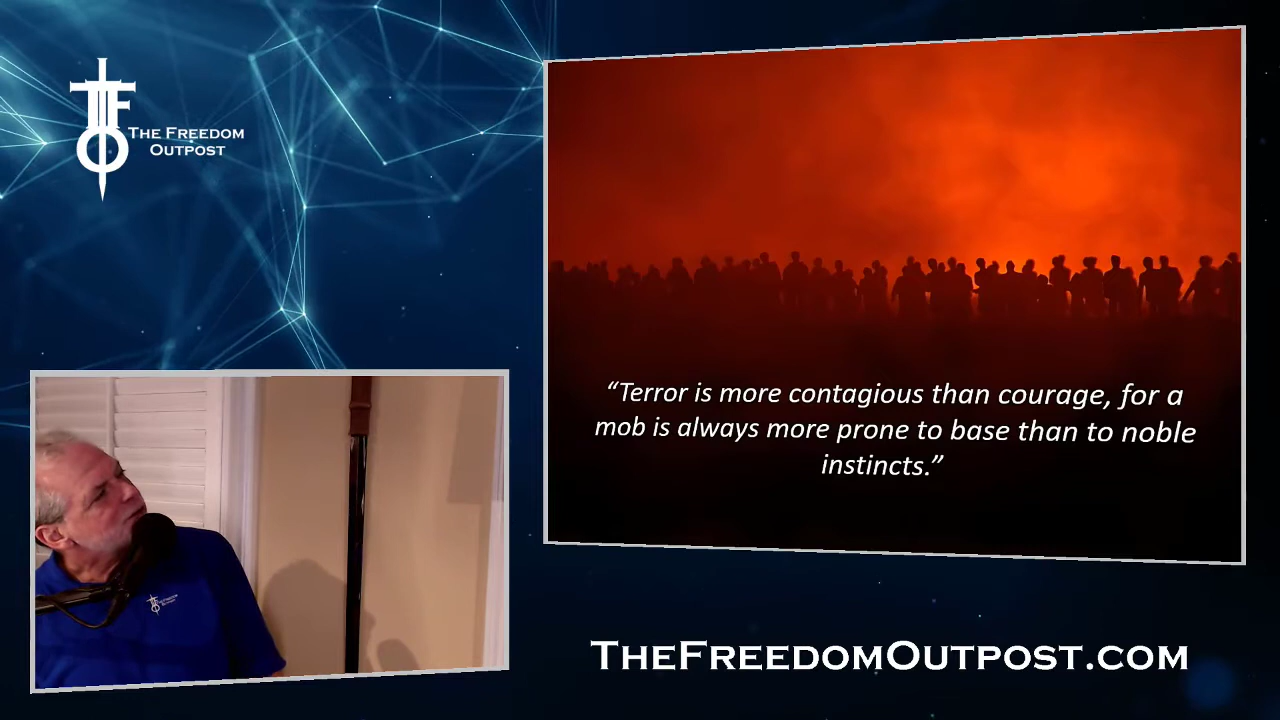 TF
THE FREEDOM
OUTPOST
“Terror is more contagious than courage, for a
mob is always more prone to base than to noble
instincts.”
THEFREEDOMOUTPOST.COM